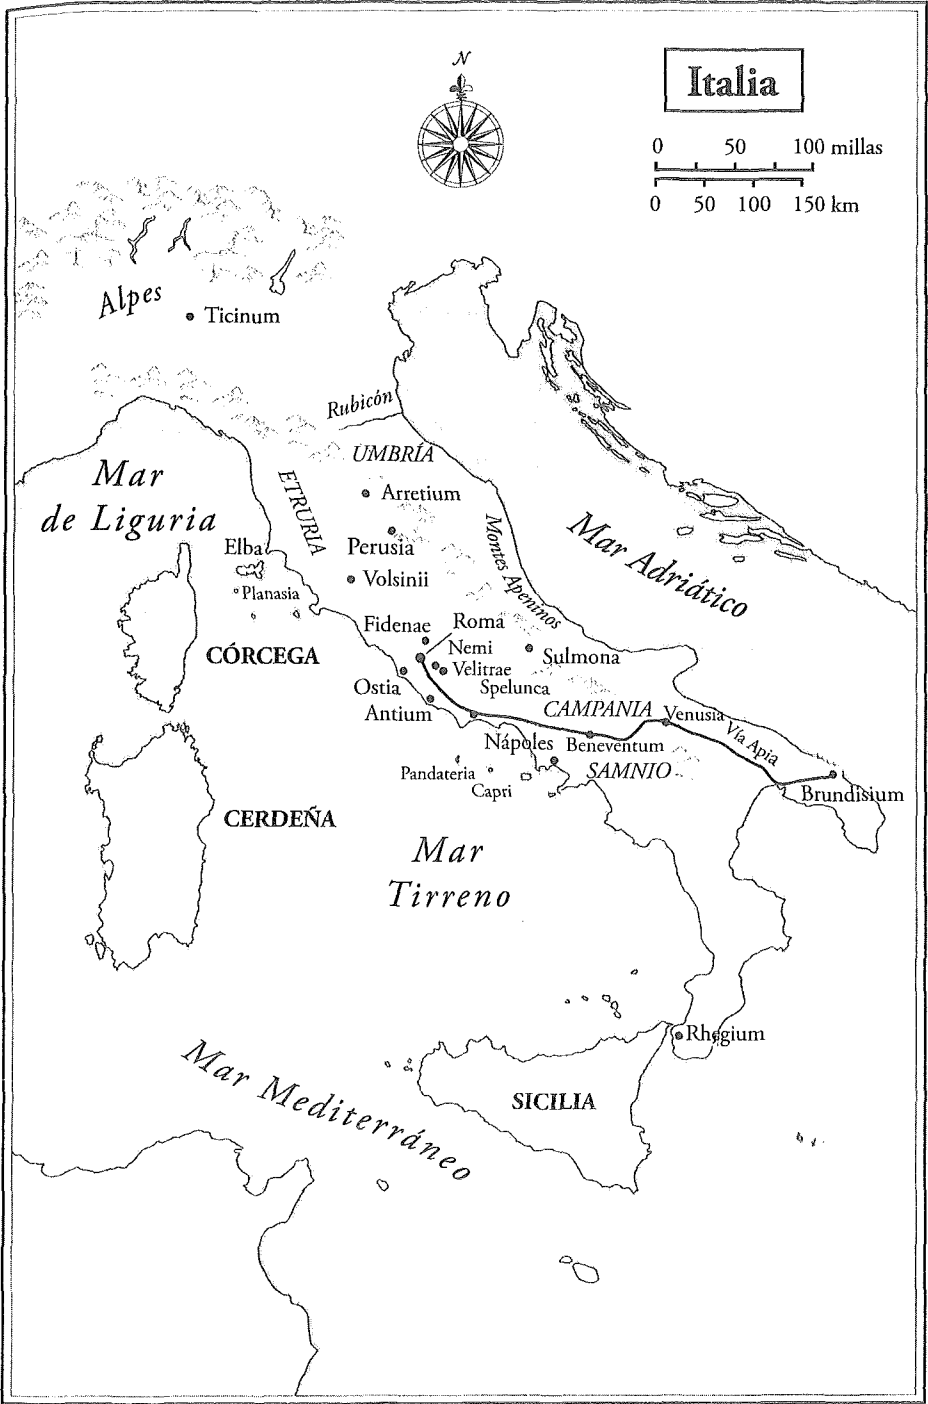 N
Italia
0 50 100 millas
0 50 100 150 km
Alpes
Ticinum
Rubicón
UMBRÍA
Mar
de Liguria
ETRURIA
Arretium
Montes Apeninos
Mar Adriático
Perusia
Elba
Volsinii
Planasia
Fidenae
Roma
Nemi
CÓRCEGA
Sulmona
Velitrae
Ostia
Spelunca
Antium
CAMPANIA
Venusia
Vía Apia
Nápoles
Beneventum
Pandateria
SAMNIO
Capri
Brundisium
CERDEÑA
Mar
Tirreno
Rhegium
Mar Mediterráneo
SICILIA